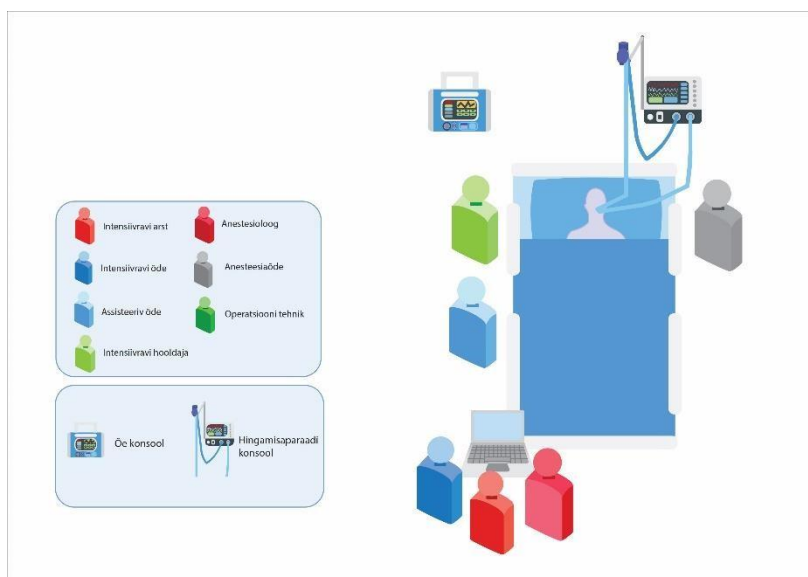 Intensiivravi arst
Anestesioloog
Intensiivravi õde
Anesteesiaõde
Assisteeriv õde
Operatsiooni tehnik
Intensiivravi hooldaja
Õe konsool
Hingamisaparaadi
konsool